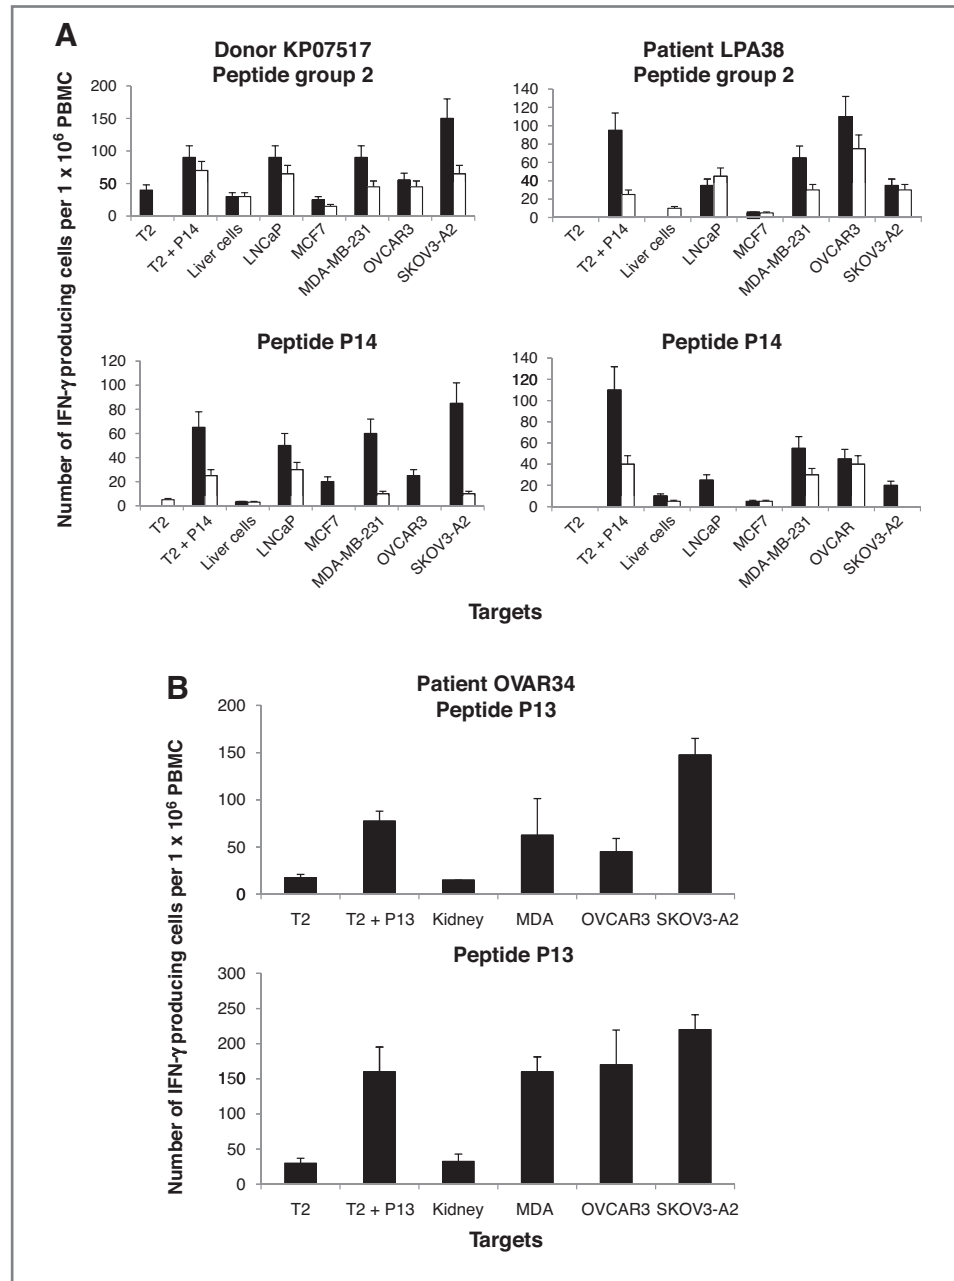 A
Number of IFN-γ producing cells per 1 x 10⁶ PBMC
Donor KP07517
Peptide group 2
200
150
100
50
0
T2
T2 + P14
Liver cells
LNCaP
MCF7
MDA-MB-231
OVCAR3
SKOV3-A2
Patient LPA38
Peptide group 2
140
120
100
80
60
40
20
0
T2
T2 + P14
Liver cells
LNCaP
MCF7
MDA-MB-231
OVCAR3
SKOV3-A2
Peptide P14
120
100
80
60
40
20
0
T2
T2 + P14
Liver cells
LNCaP
MCF7
MDA-MB-231
OVCAR3
SKOV3-A2
Peptide P14
140
120
100
80
60
40
20
0
T2
T2 + P14
Liver cells
LNCaP
MCF7
MDA-MB-231
OVCAR
SKOV3-A2
Targets
B
Number of IFN-γ producing cells per 1 x 10⁶ PBMC
Patient OVAR34
Peptide P13
200
150
100
50
0
T2 T2 + P13 Kidney MDA OVCAR3 SKOV3-A2
Peptide P13
300
250
200
150
100
50
0
T2 T2 + P13 Kidney MDA OVCAR3 SKOV3-A2
Targets